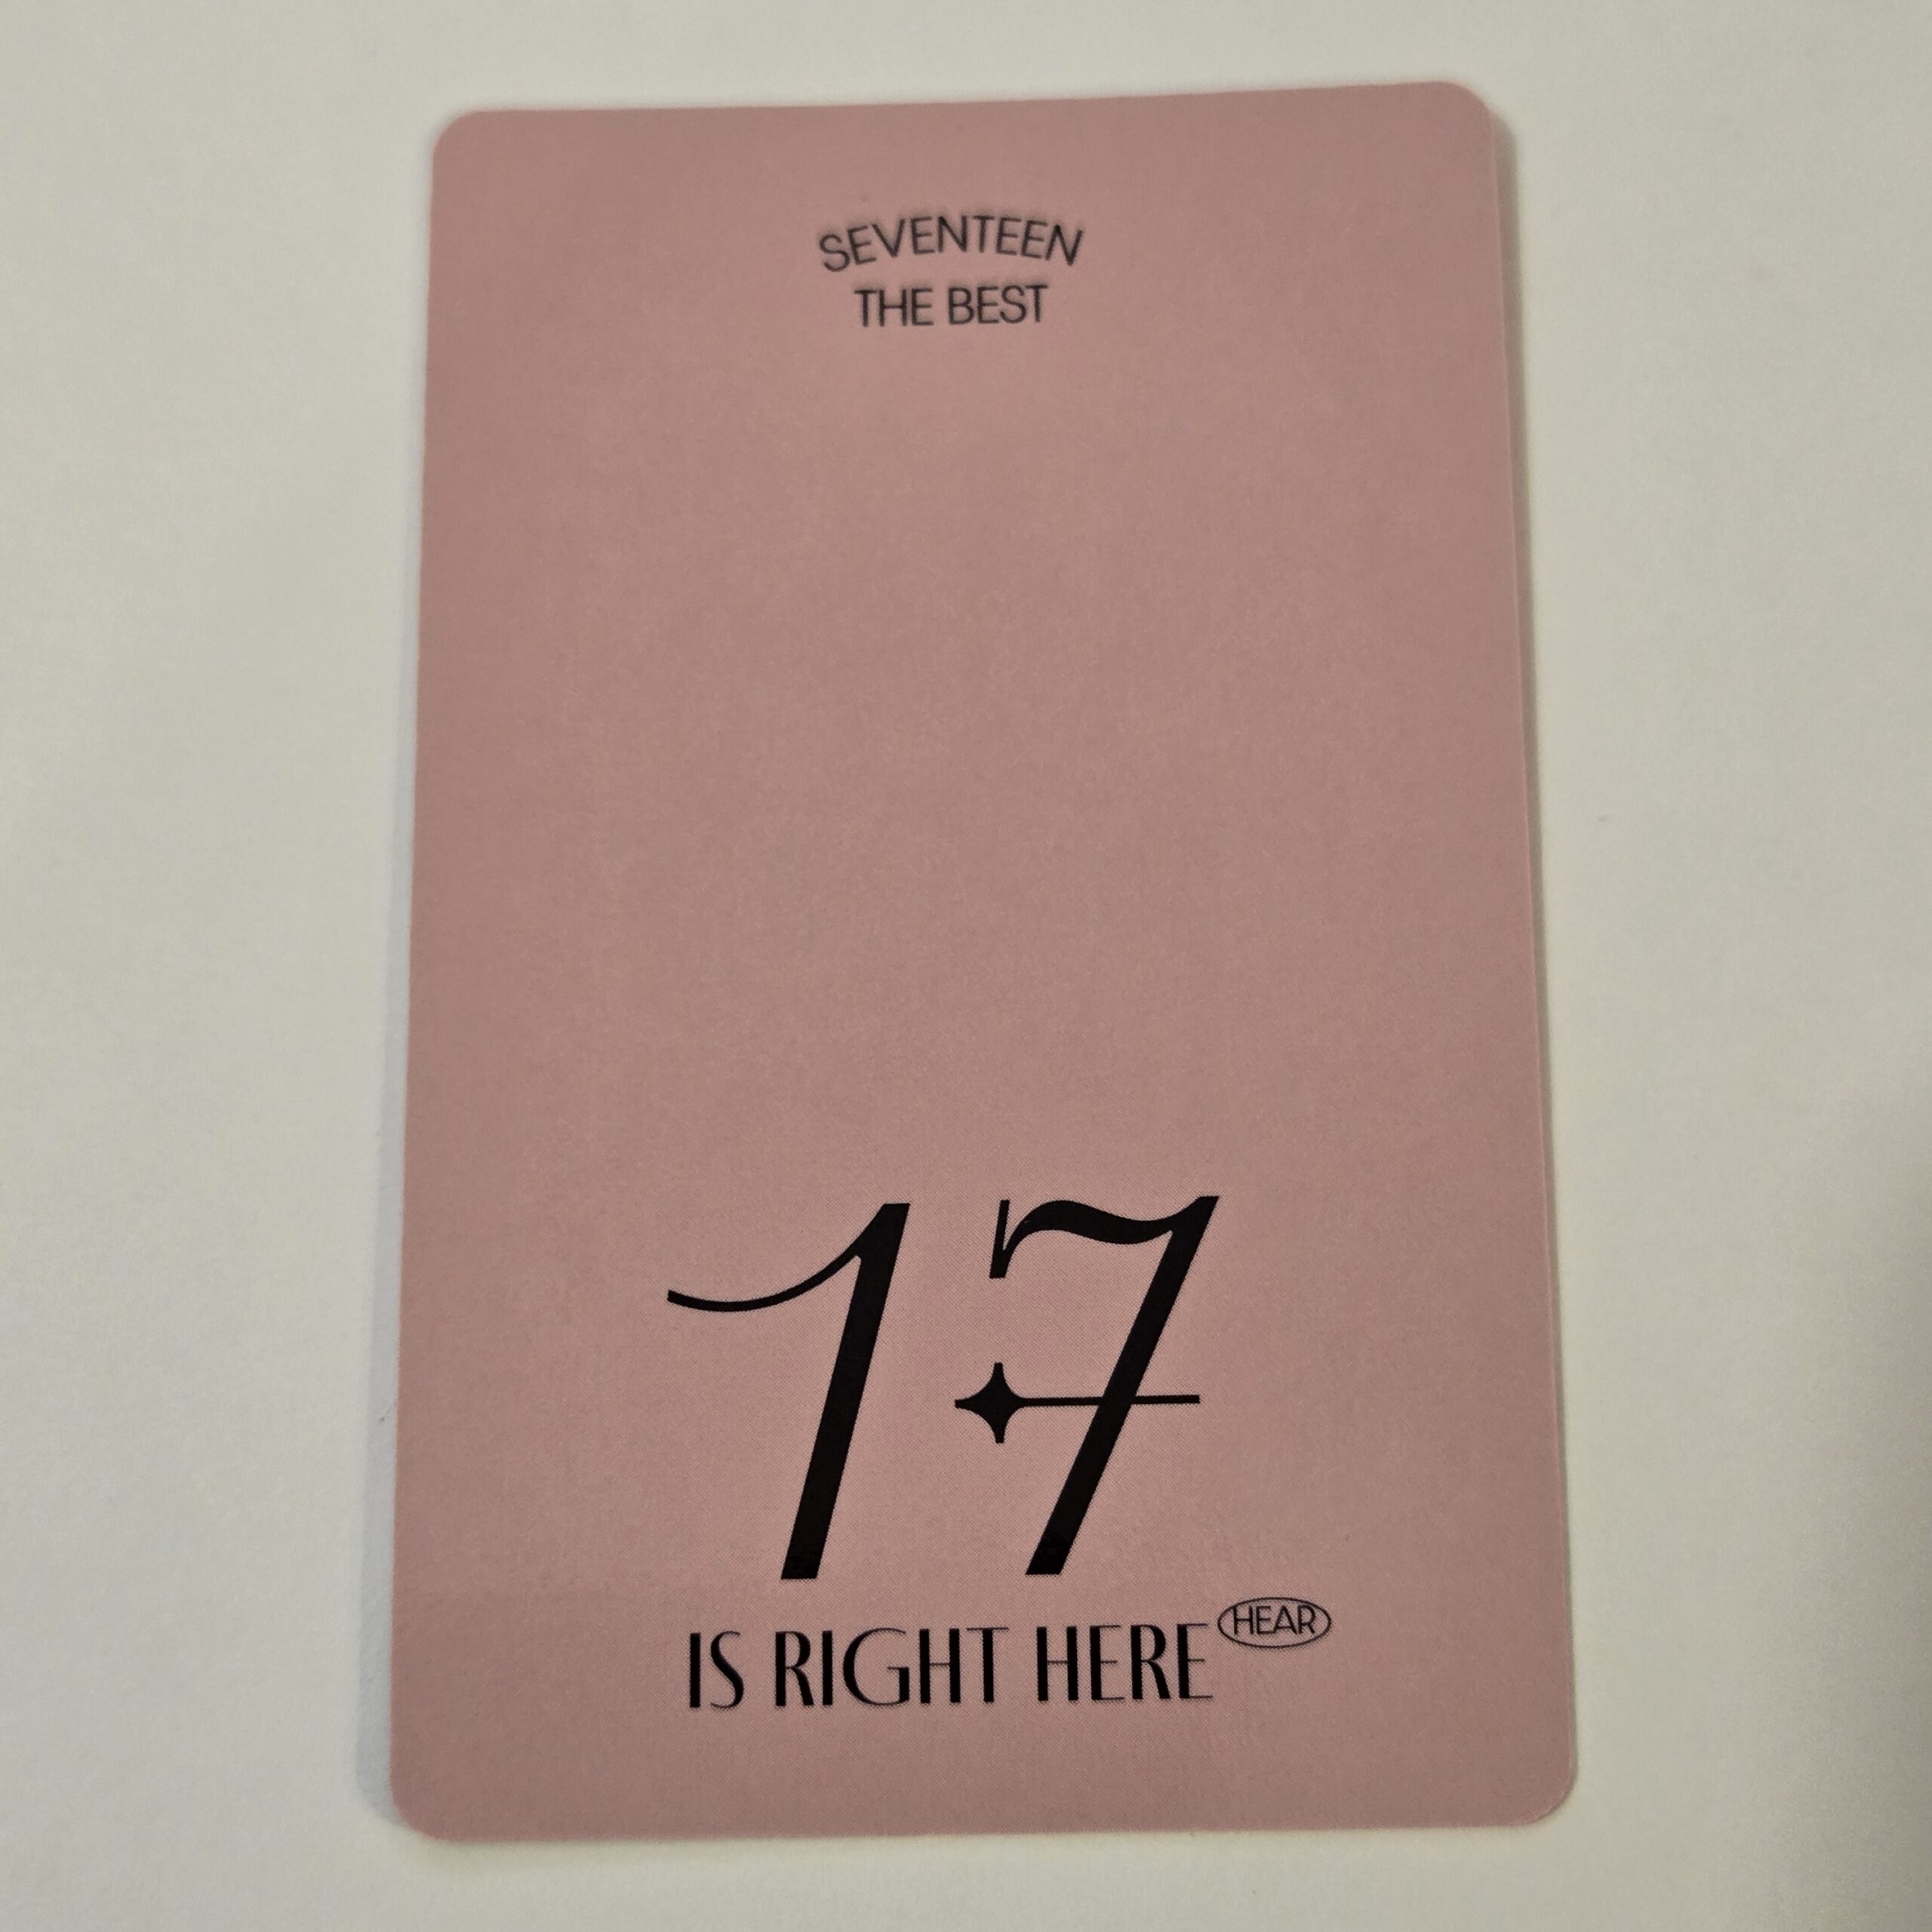 SEVENTEEN
THE BEST
17
IS RIGHT HERE HEAR